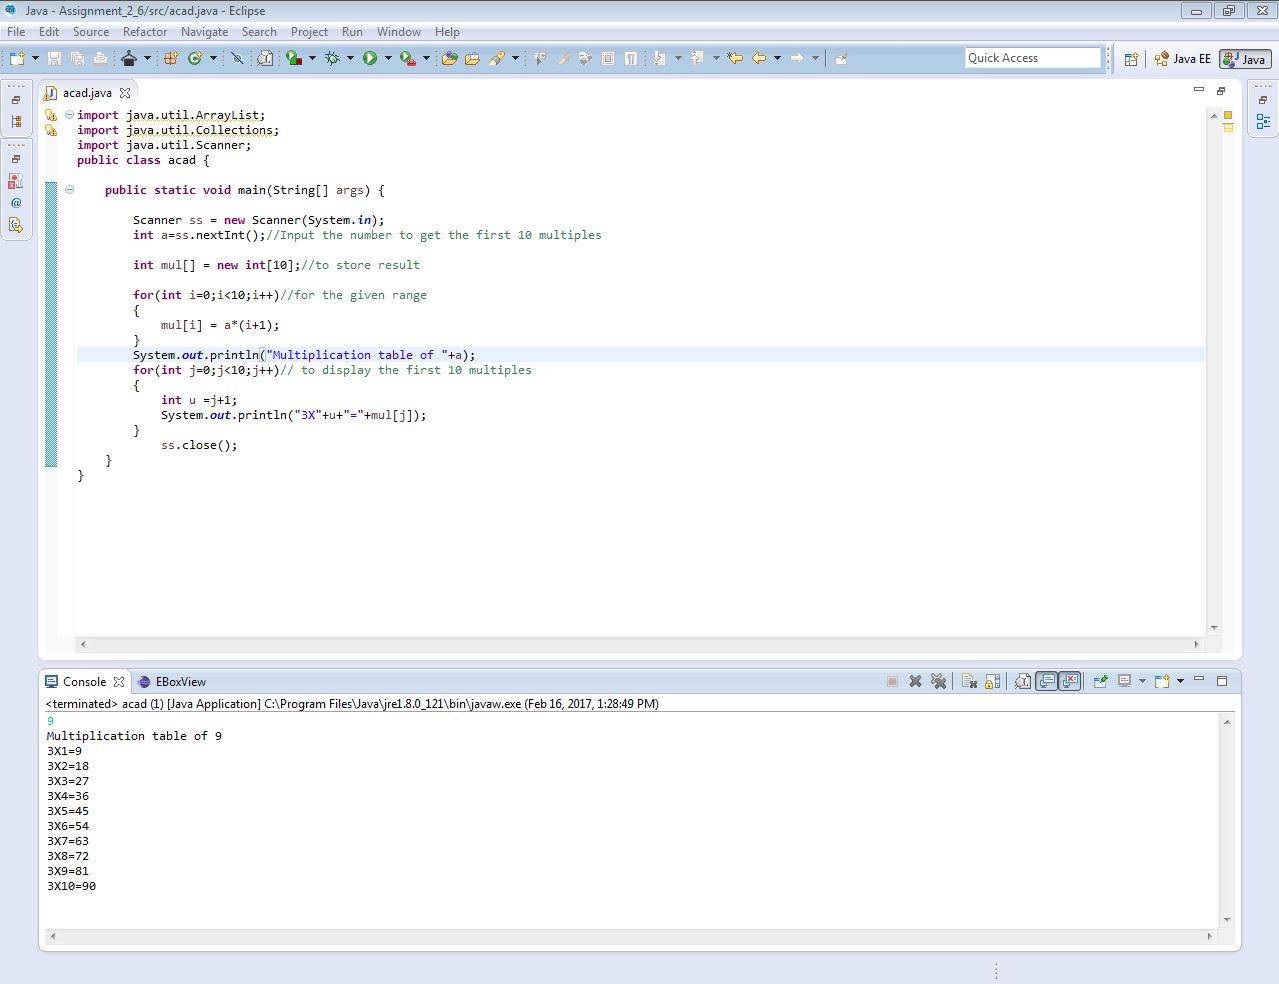 Java - Assignment_2_6/src/acad.java - Eclipse
File Edit Source Refactor Navigate Search Project Run Window Help
Quick Access
Java EE
Java
acad.java
import java.util.ArrayList;
import java.util.Collections;
import java.util.Scanner;
public class acad {
public static void main(String[] args) {
Scanner ss = new Scanner(System.in);
int a=ss.nextInt();//Input the number to get the first 10 multiples
int mul[] = new int[10];//to store result
for(int i=0;i<10;i++)//for the given range
{
mul[i] = a*(i+1);
}
System.out.println("Multiplication table of "+a);
for(int j=0;j<10;j++)// to display the first 10 multiples
{
int u =j+1;
System.out.println("3X"+u+"="+mul[j]);
}
ss.close();
}
}
Console
EBoxView
<terminated> acad (1) [Java Application] C:\Program Files\Java\jre1.8.0_121\bin\javaw.exe (Feb 16, 2017, 1:28:49 PM)
9
Multiplication table of 9
3X1=9
3X2=18
3X3=27
3X4=36
3X5=45
3X6=54
3X7=63
3X8=72
3X9=81
3X10=90